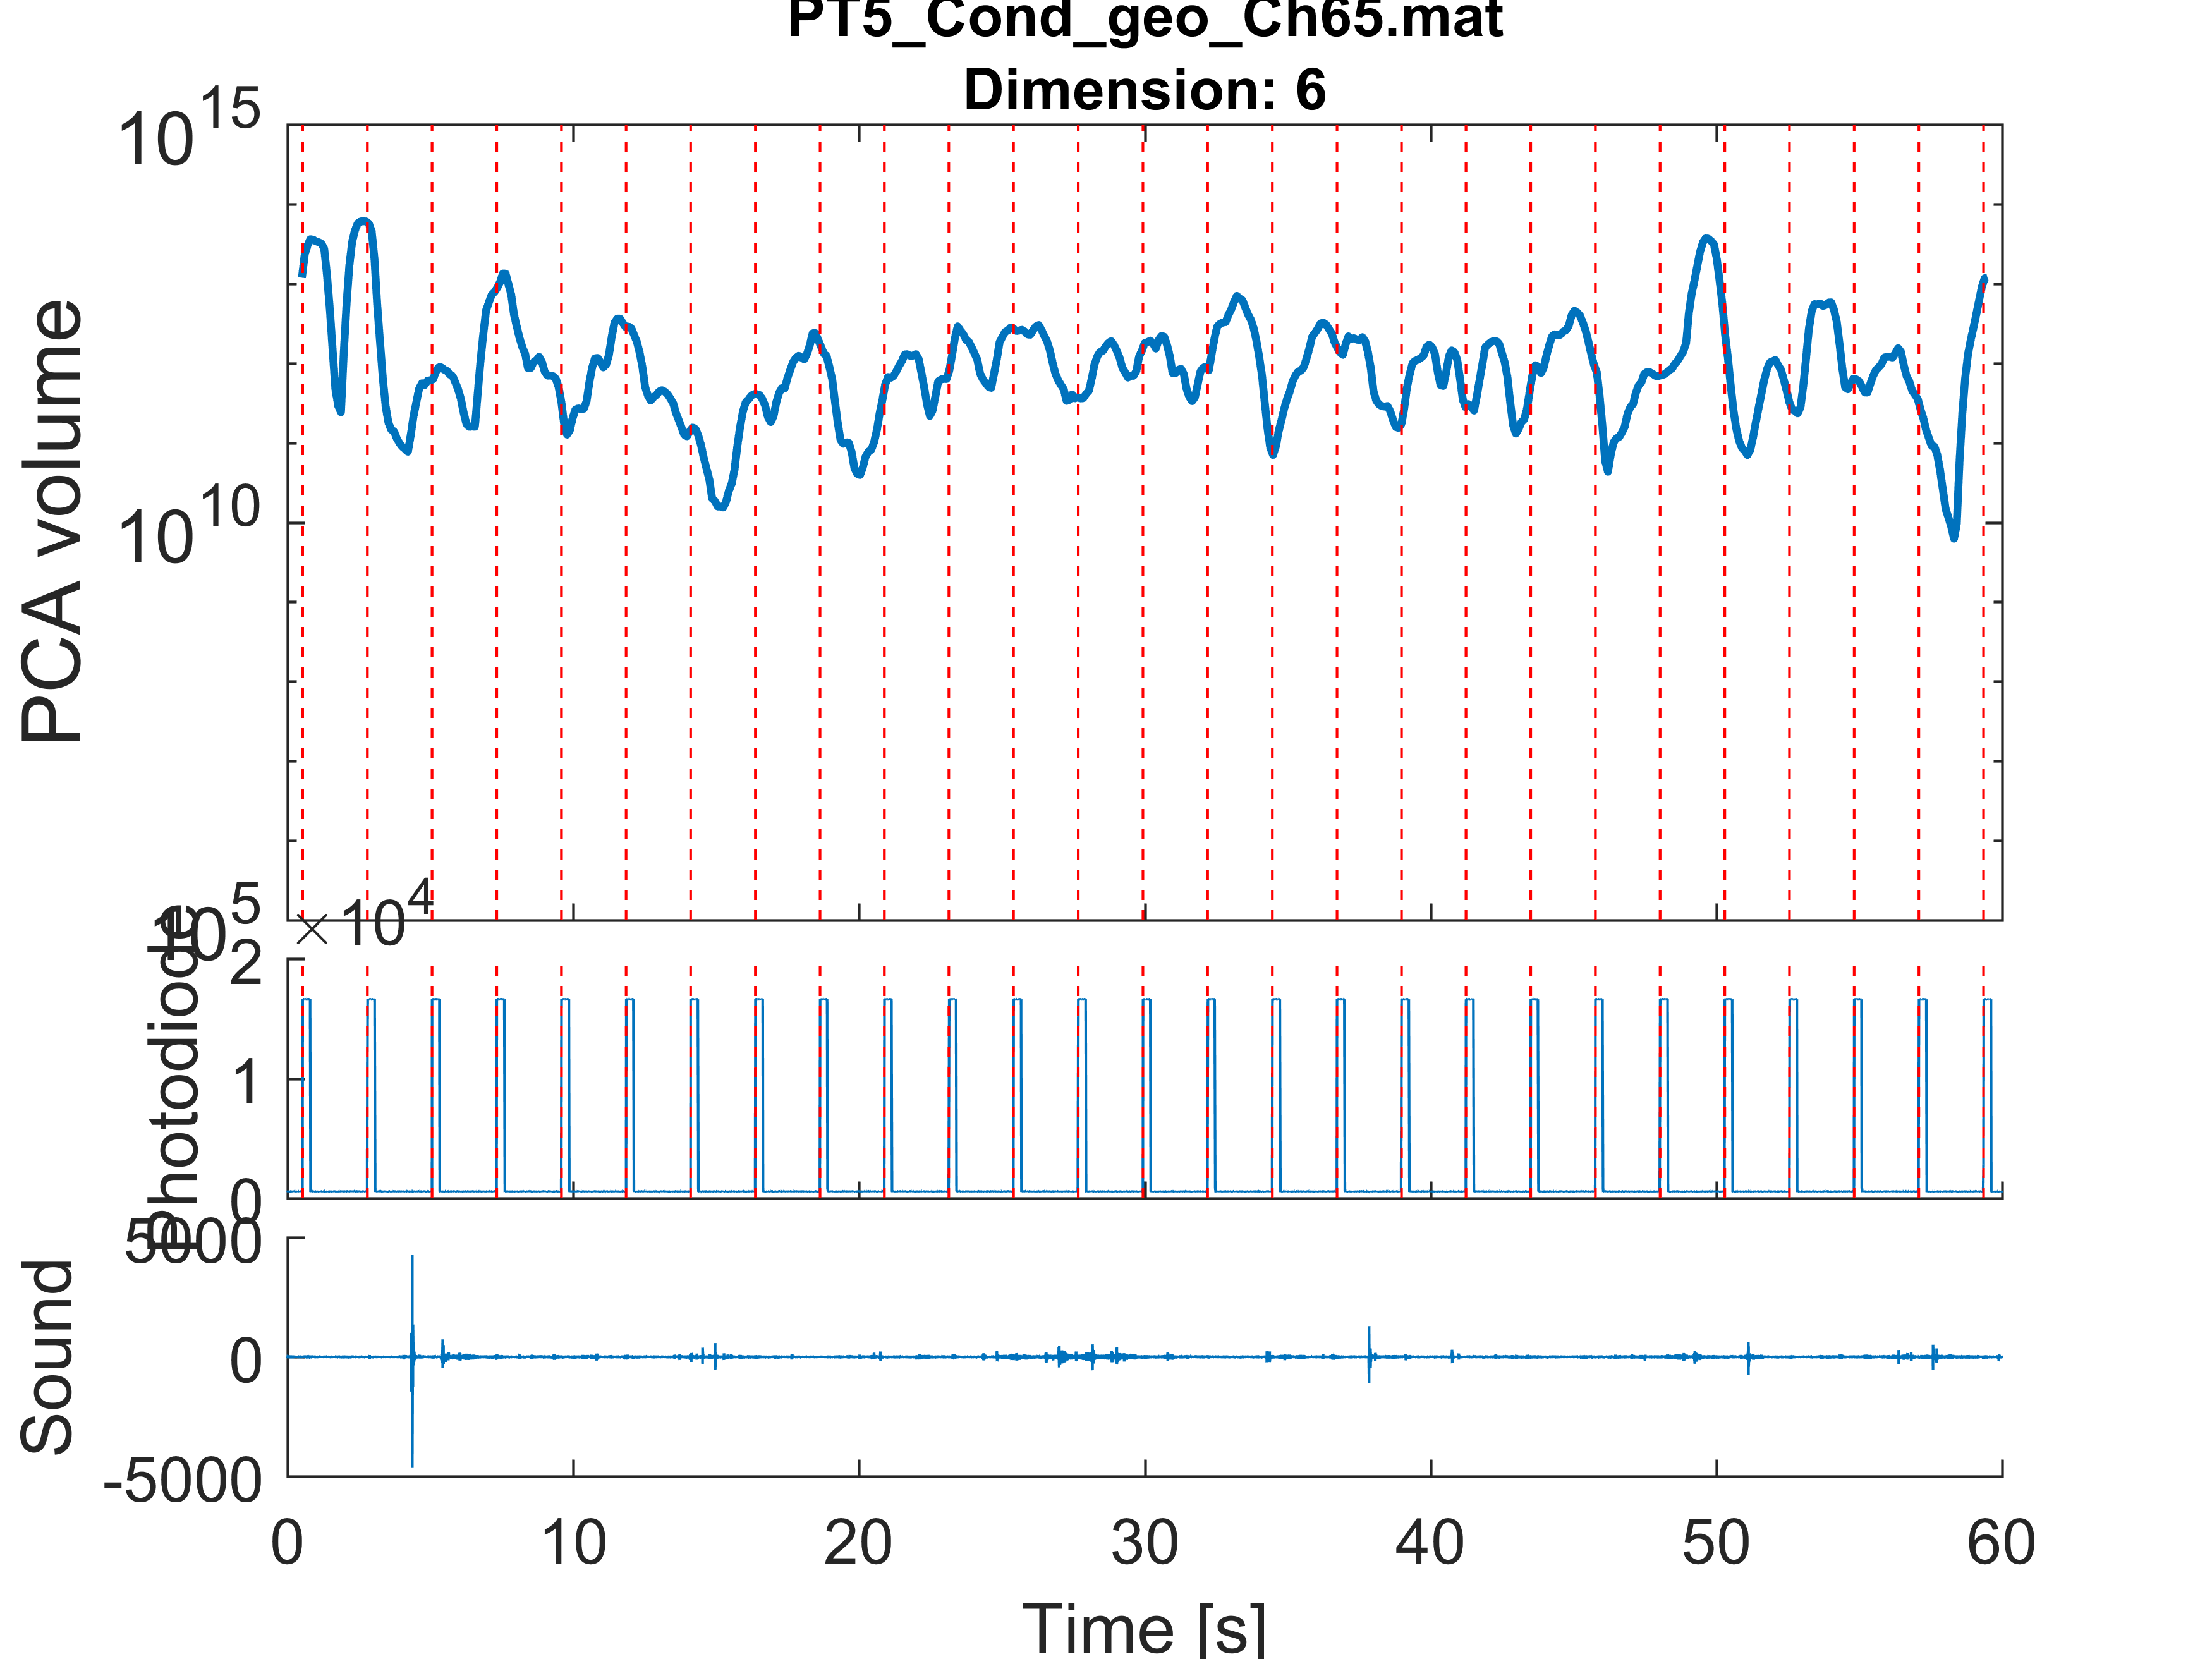 PT5_Cond_geo_Ch65.mat
Dimension: 6
10^15
10^10
10^5
PCA volume
×10^4
2
1
0
Photodiode
5000
0
-5000
Sound
0 10 20 30 40 50 60
Time [s]